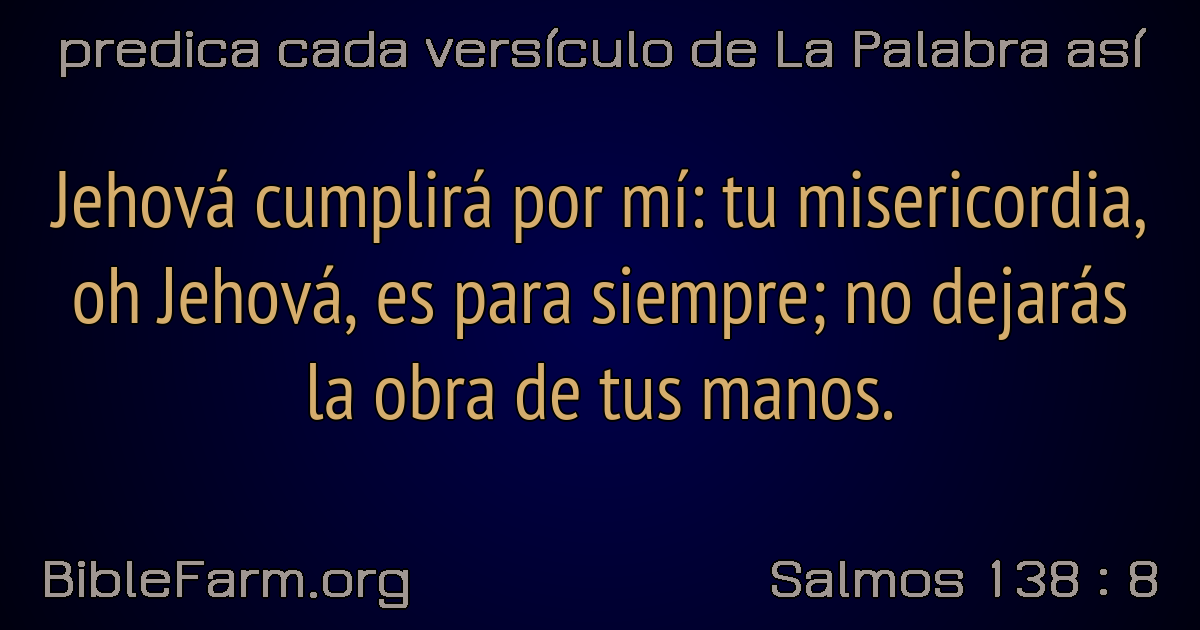 predica cada versículo de La Palabra así
Jehová cumplirá por mí: tu misericordia,
oh Jehová, es para siempre; no dejarás
la obra de tus manos.
BibleFarm.org
Salmos 138 : 8